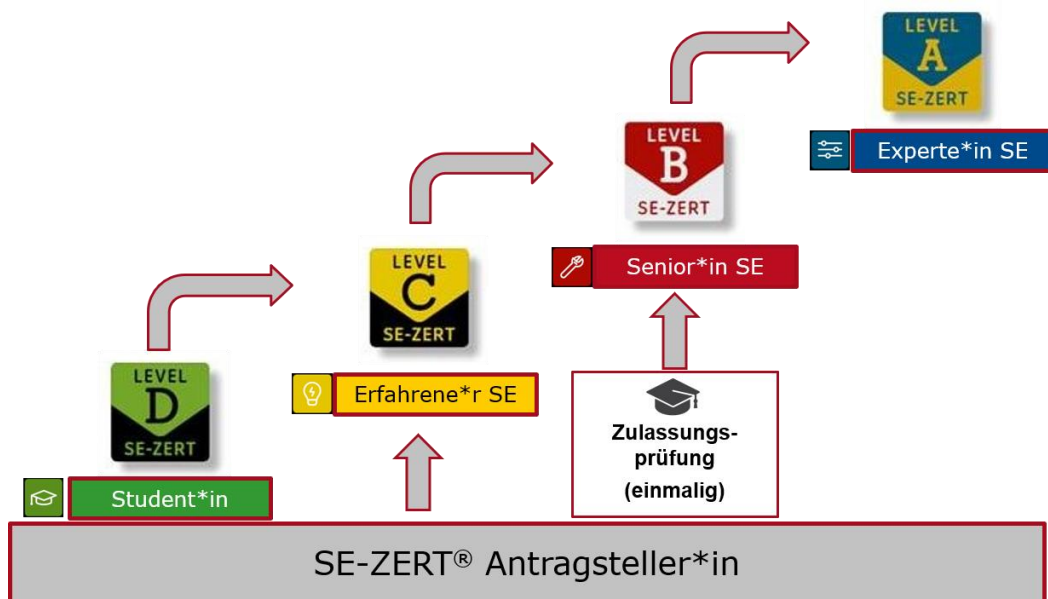 LEVEL
A
SE-ZERT
Experte*in SE
LEVEL
B
SE-ZERT
Senior*in SE
LEVEL
C
SE-ZERT
Erfahrene*r SE
LEVEL
D
SE-ZERT
Student*in
Zulassungs-
prüfung
(einmalig)
SE-ZERT® Antragsteller*in